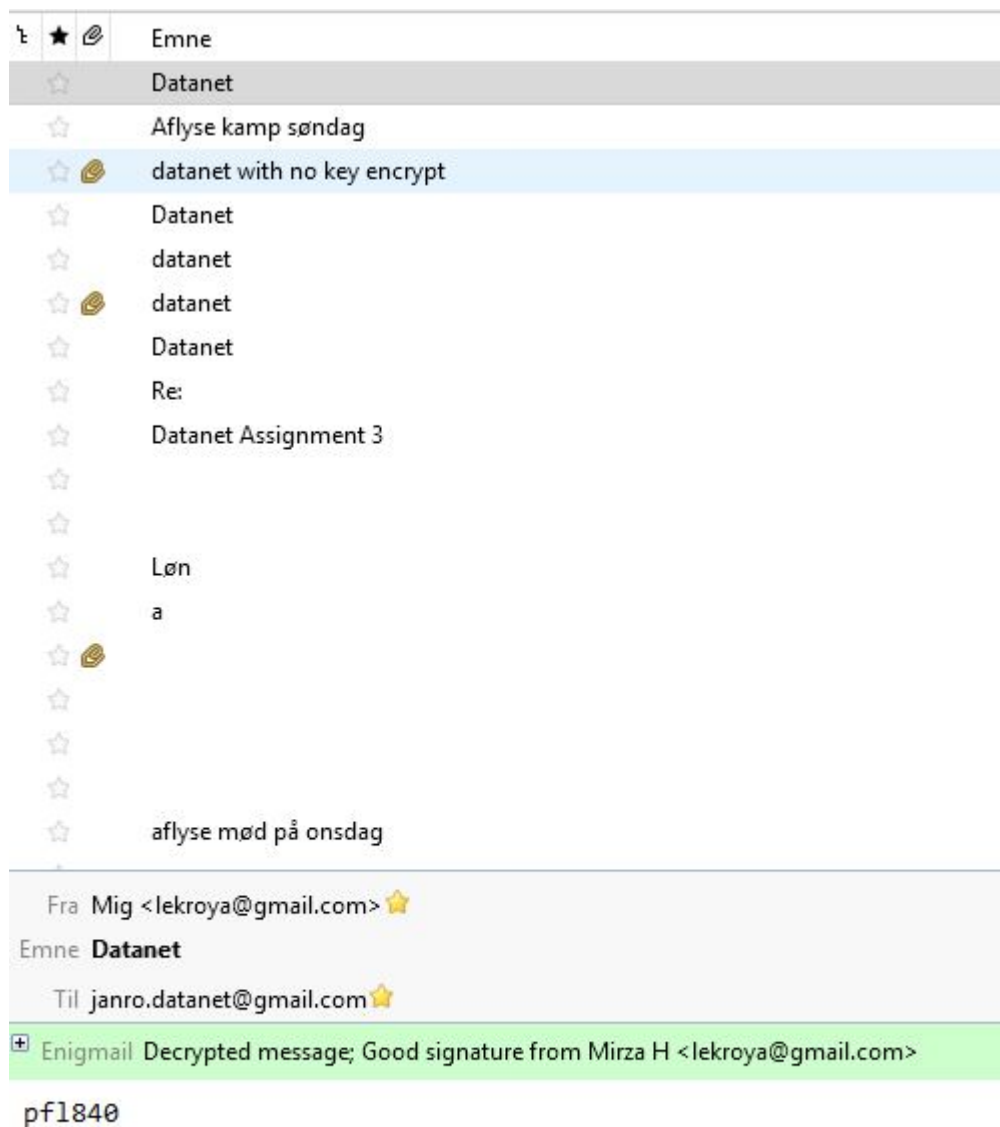 Emne
Datanet
Aflyse kamp søndag
datanet with no key encrypt
Datanet
datanet
datanet
Datanet
Re:
Datanet Assignment 3
Løn
a
aflyse mød på onsdag
Fra Mig <lekroya@gmail.com>
Emne Datanet
Til janro.datanet@gmail.com
Enigmail Decrypted message; Good signature from Mirza H <lekroya@gmail.com>
pfl840